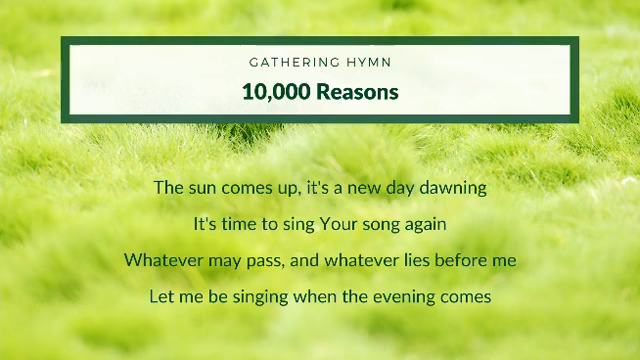 GATHERING HYMN
10,000 Reasons
The sun comes up, it's a new day dawning
It's time to sing Your song again
Whatever may pass, and whatever lies before me
Let me be singing when the evening comes